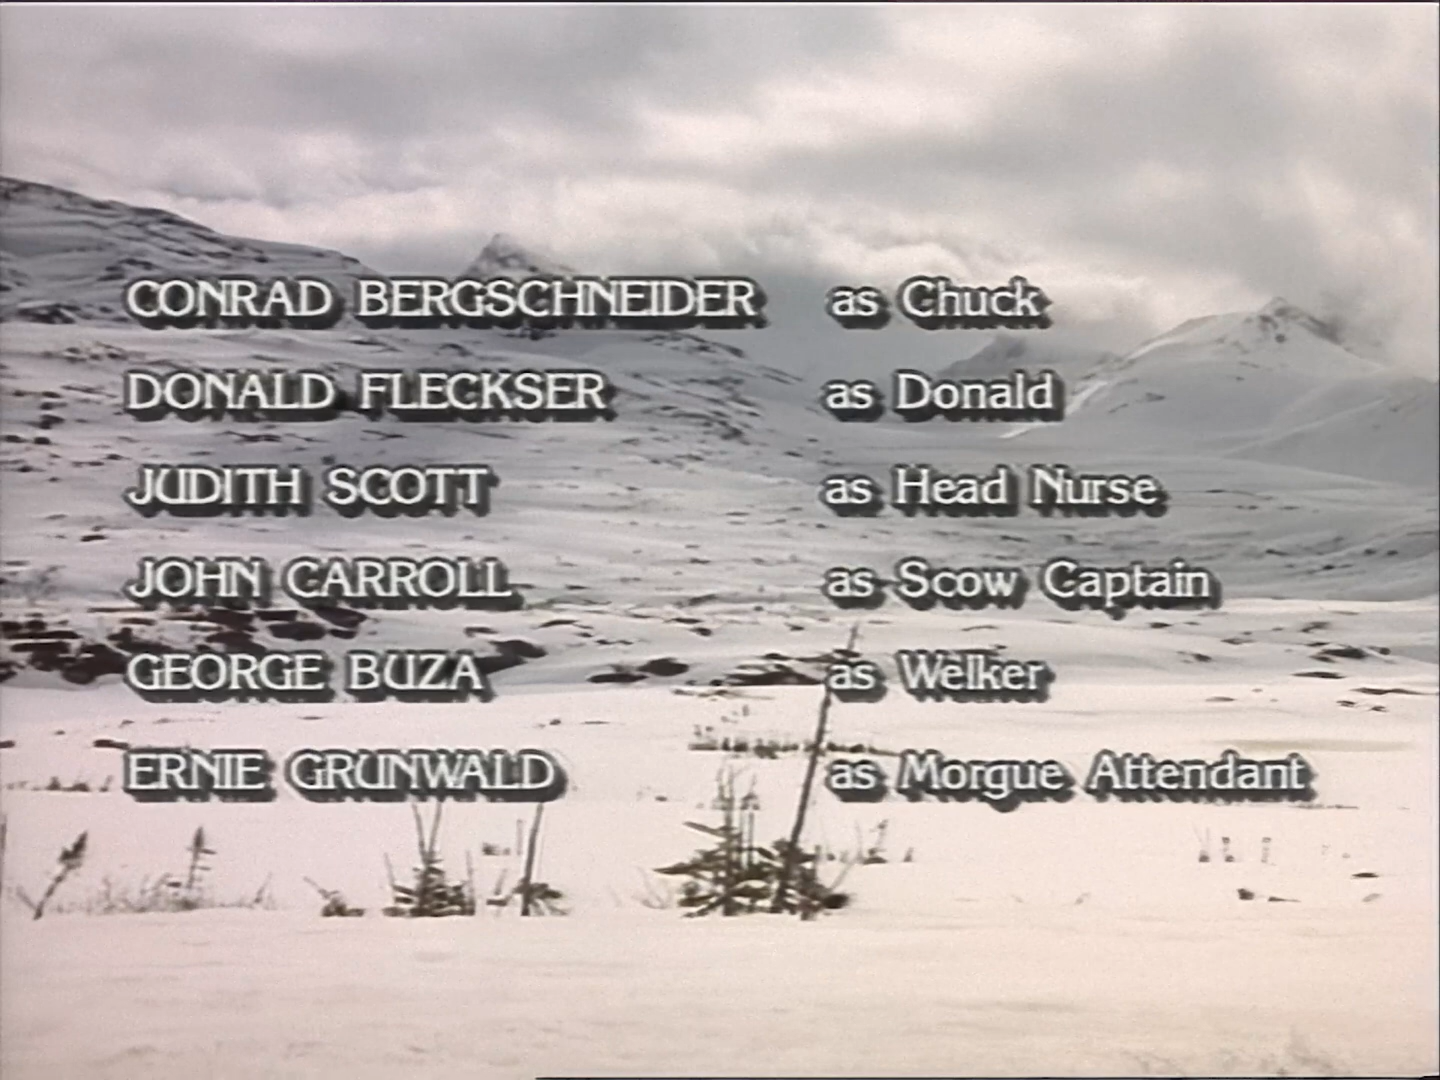 CONRAD BERGSCHNEIDER as Chuck
DONALD FLECKSER as Donald
JUDITH SCOTT as Head Nurse
JOHN CARROLL as Scow Captain
GEORGE BUZA as Welker
ERNIE GRUNWALD as Morgue Attendant